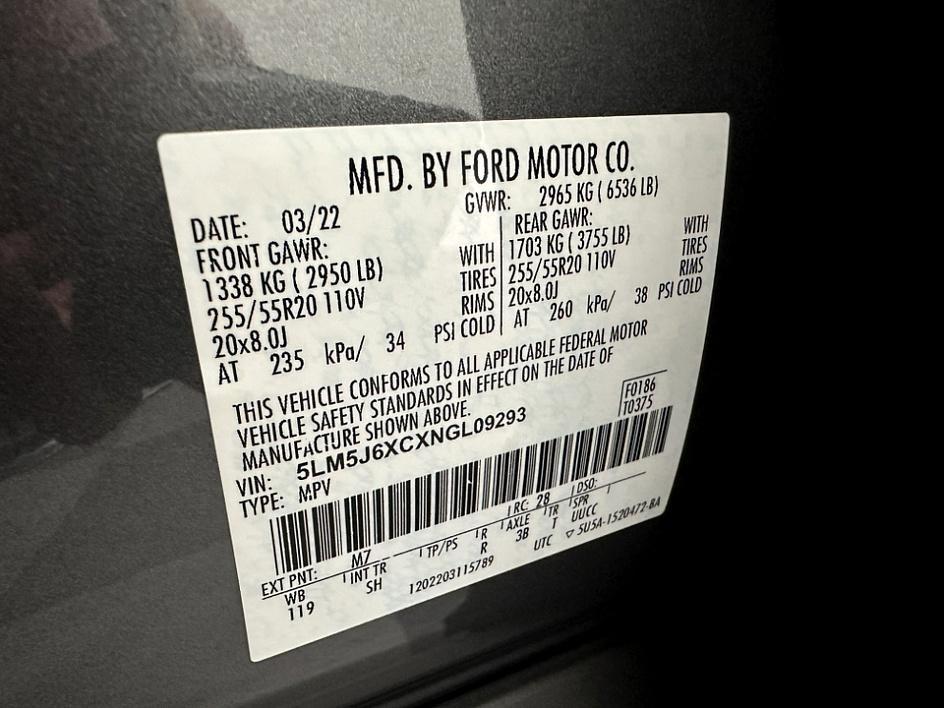 MFD. BY FORD MOTOR CO.
DATE: 03/22 GVWR: 2965 KG ( 6536 LB)
FRONT GAWR:
1338 KG ( 2950 LB) WITH
255/55R20 110V TIRES
20x8.0J RIMS
AT 235 kPa/ 34 PSI COLD
REAR GAWR:
1703 KG ( 3755 LB) WITH
255/55R20 110V TIRES
20x8.0J RIMS
AT 260 kPa/ 38 PSI COLD
THIS VEHICLE CONFORMS TO ALL APPLICABLE FEDERAL MOTOR
VEHICLE SAFETY STANDARDS IN EFFECT ON THE DATE OF
MANUFACTURE SHOWN ABOVE.
F0186
T0375
VIN: 5LM5J6XCXNGL09293
TYPE: MPV
EXT PNT: M7 RC: 28 DSO:
WB INT TR TP/PS R AXLE TR SPR
119 SH R 3B T UUCC
1202203115789 UTC ▽ 5U5A-1520472-BA